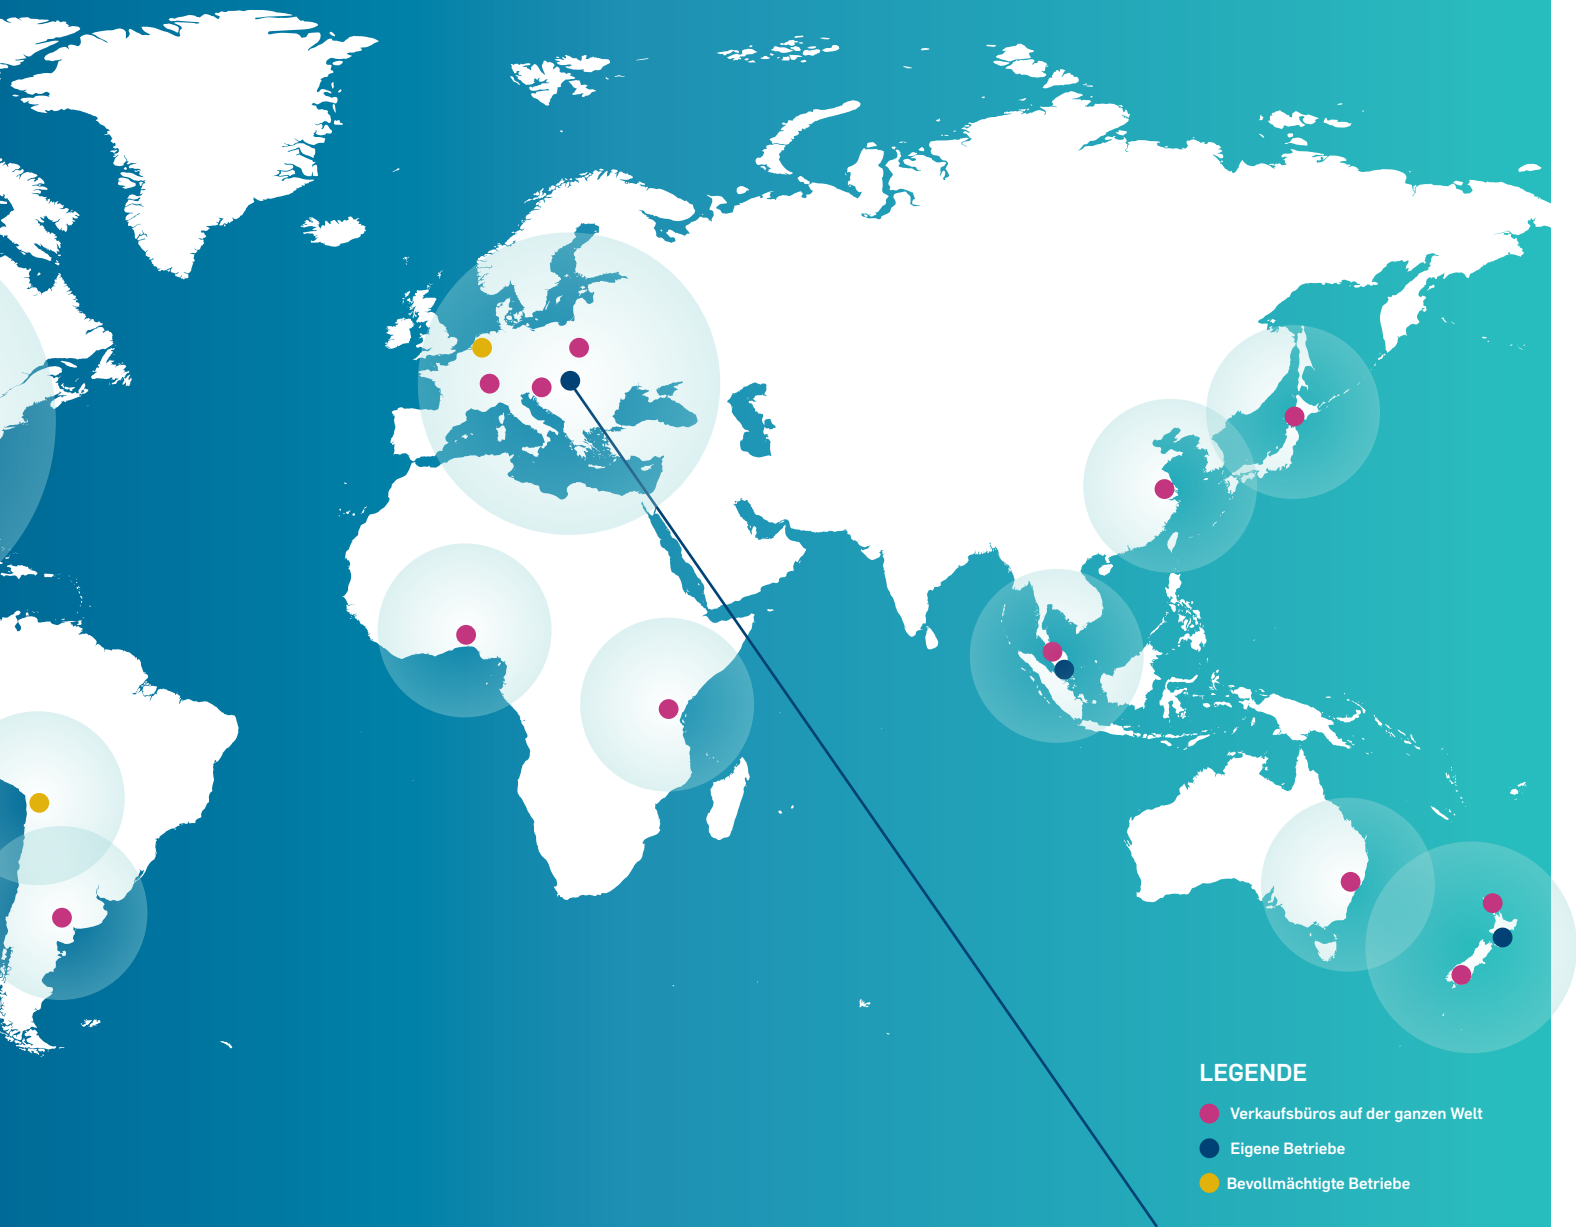 LEGENDE
Verkaufsbüros auf der ganzen Welt
Eigene Betriebe
Bevollmächtigte Betriebe